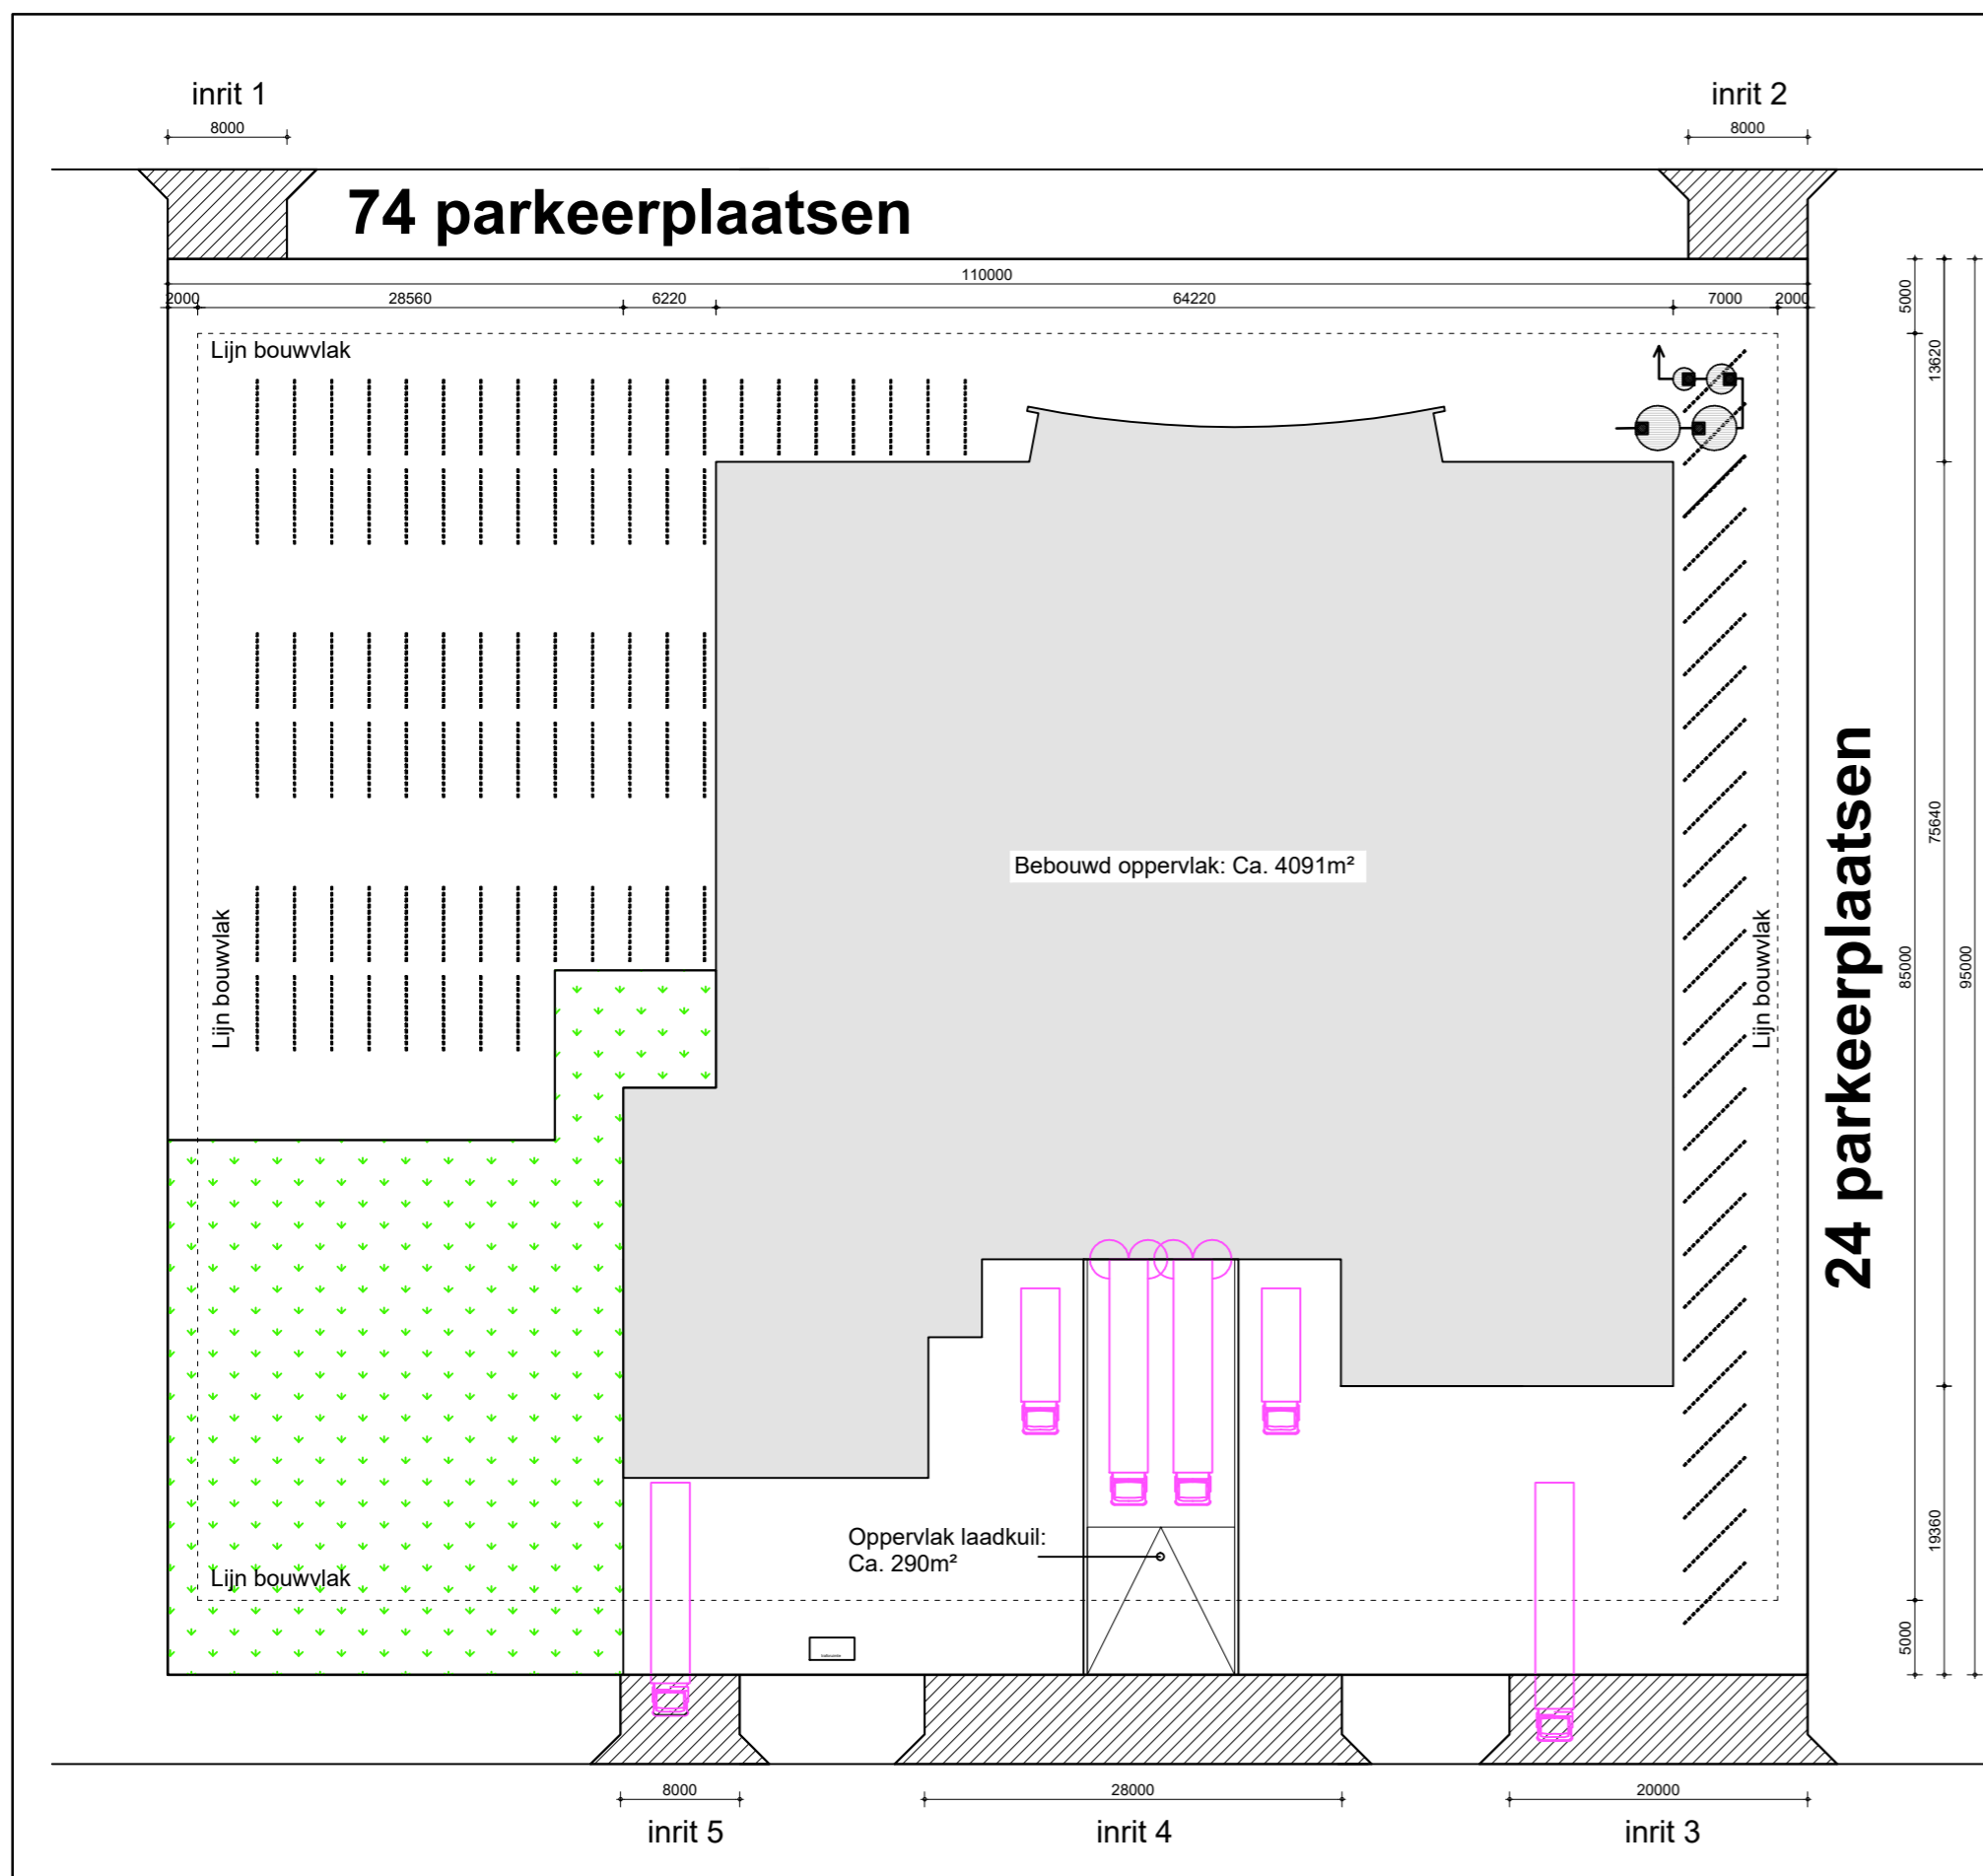 inrit 1
inrit 2
8000
8000
74 parkeerplaatsen
110000
2000
28560
6220
64220
7000
2000
5000
13620
Lijn bouwvlak
75640
Bebouwd oppervlak: Ca. 4091m²
24 parkeerplaatsen
Lijn bouwvlak
Lijn bouwvlak
85000
95000
Oppervlak laadkuil:
Ca. 290m²
19360
Lijn bouwvlak
5000
8000
28000
20000
inrit 5
inrit 4
inrit 3